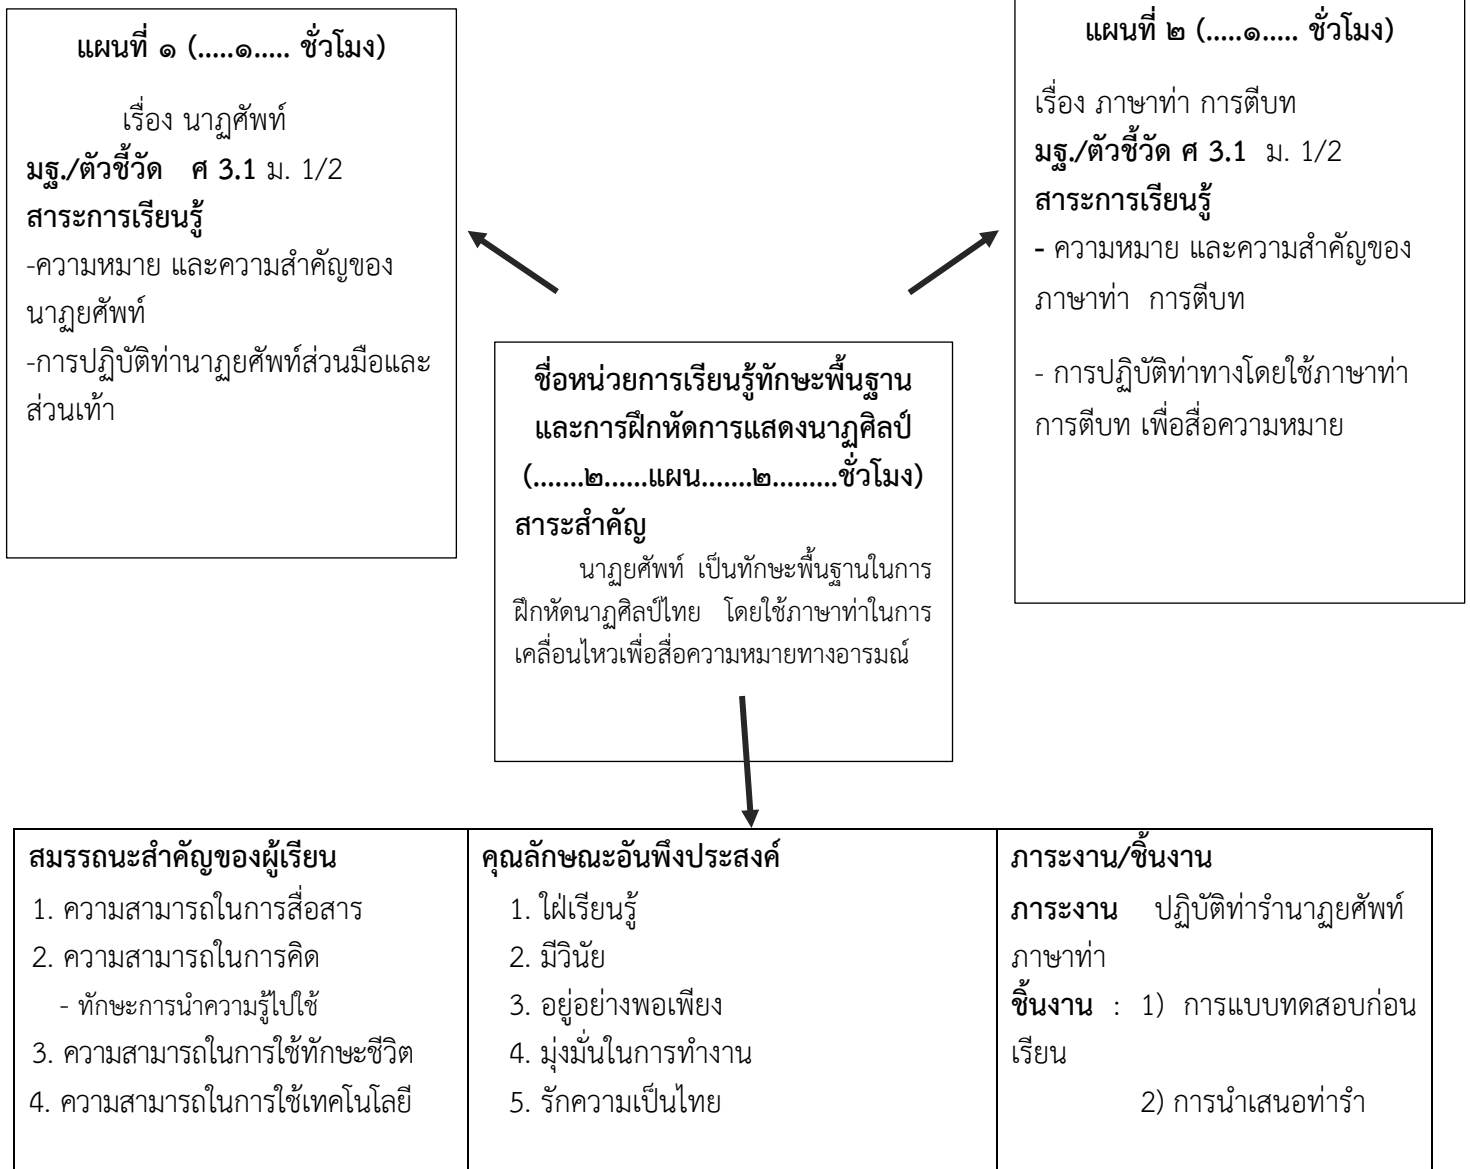 แผนที่ ๑ (.....๑..... ชั่วโมง)
เรื่อง นาฏศัพท์
มฐ./ตัวชี้วัด ศ 3.1 ม. 1/2
สาระการเรียนรู้
-ความหมาย และความสำคัญของ
นาฏยศัพท์
-การปฏิบัติท่านาฏยศัพท์ส่วนมือและ
ส่วนเท้า
แผนที่ ๒ (.....๑..... ชั่วโมง)
เรื่อง ภาษาท่า การตีบท
มฐ./ตัวชี้วัด ศ 3.1 ม. 1/2
สาระการเรียนรู้
- ความหมาย และความสำคัญของ
ภาษาท่า การตีบท
- การปฏิบัติท่าทางโดยใช้ภาษาท่า
การตีบท เพื่อสื่อความหมาย
ชื่อหน่วยการเรียนรู้ทักษะพื้นฐาน
และการฝึกหัดการแสดงนาฏศิลป์
(.......๒......แผน.......๒.........ชั่วโมง)
สาระสำคัญ
นาฏยศัพท์ เป็นทักษะพื้นฐานในการ
ฝึกหัดนาฏศิลป์ไทย โดยใช้ภาษาท่าในการ
เคลื่อนไหวเพื่อสื่อความหมายทางอารมณ์
สมรรถนะสำคัญของผู้เรียน
1. ความสามารถในการสื่อสาร
2. ความสามารถในการคิด
- ทักษะการนำความรู้ไปใช้
3. ความสามารถในการใช้ทักษะชีวิต
4. ความสามารถในการใช้เทคโนโลยี
คุณลักษณะอันพึงประสงค์
1. ใฝ่เรียนรู้
2. มีวินัย
3. อยู่อย่างพอเพียง
4. มุ่งมั่นในการทำงาน
5. รักความเป็นไทย
ภาระงาน/ชิ้นงาน
ภาระงาน ปฏิบัติท่ารำนาฏยศัพท์
ภาษาท่า
ชิ้นงาน : 1) การแบบทดสอบก่อน
เรียน
2) การนำเสนอท่ารำ